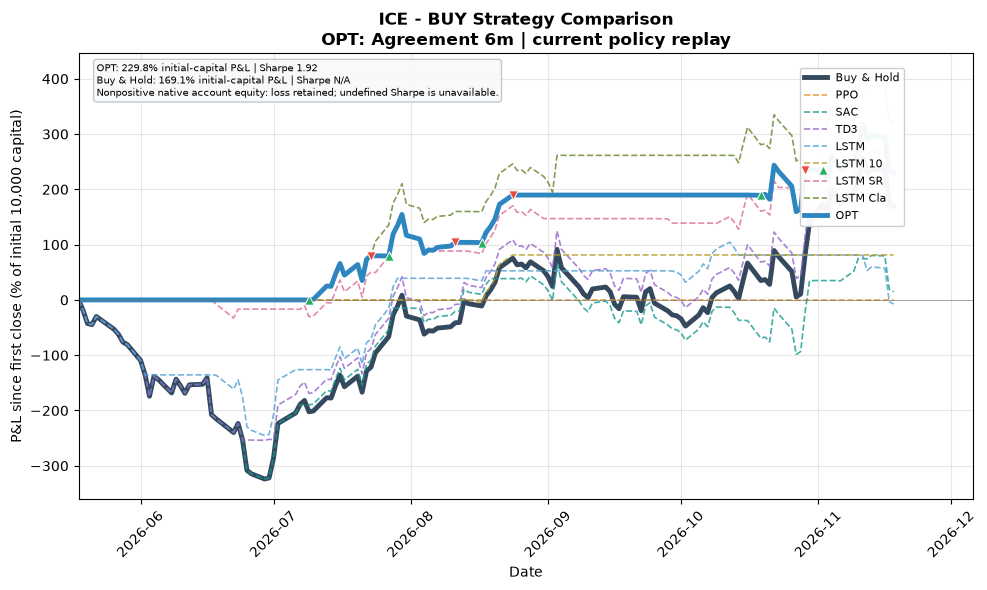 ICE - BUY Strategy Comparison
OPT: Agreement 6m | current policy replay
OPT: 229.8% initial-capital P&L | Sharpe 1.92
Buy & Hold: 169.1% initial-capital P&L | Sharpe N/A
Nonpositive native account equity: loss retained; undefined Sharpe is unavailable.
Buy & Hold
PPO
SAC
TD3
LSTM
LSTM 10
LSTM SR
LSTM Cla
OPT
P&L since first close (% of initial 10,000 capital)
400
300
200
100
0
−100
−200
−300
2026-06
2026-07
2026-08
2026-09
2026-10
2026-11
2026-12
Date